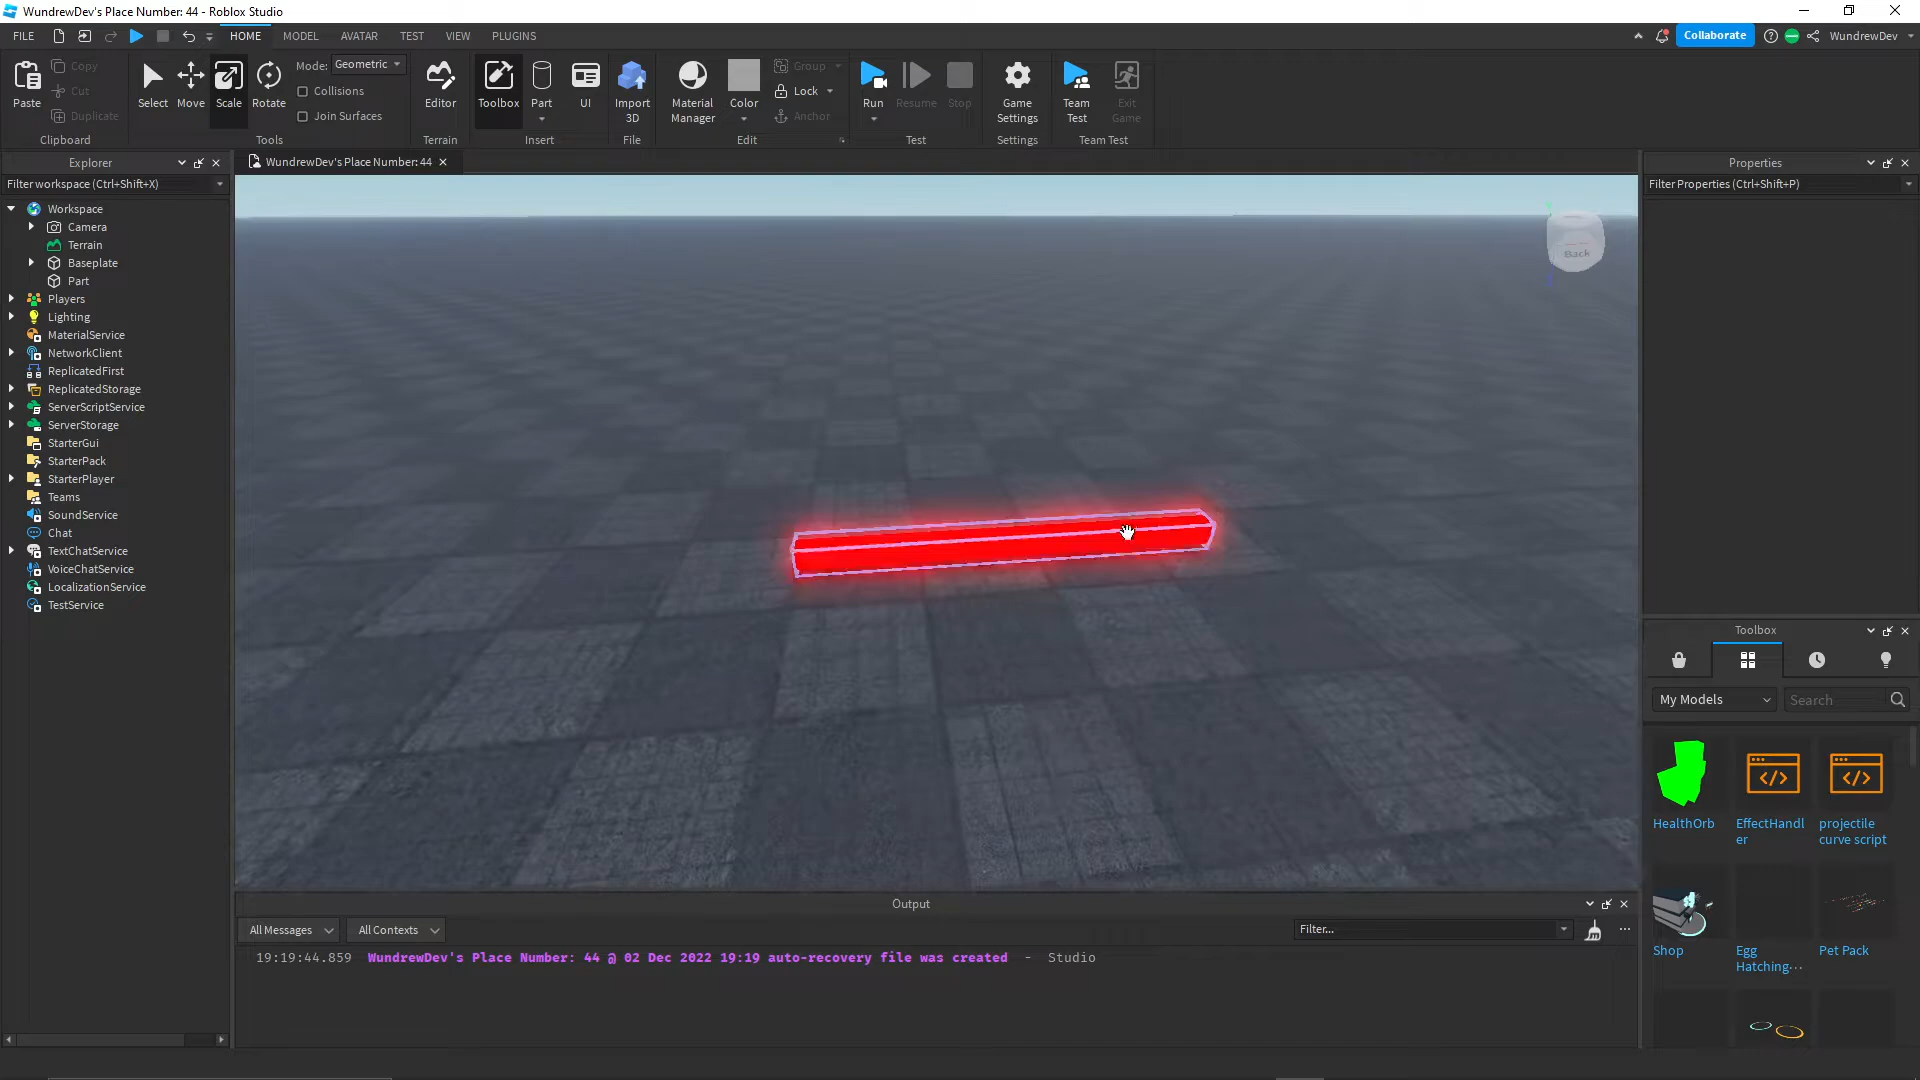 WundrewDev's Place Number: 44 - Roblox Studio
FILE
HOME
MODEL
AVATAR
TEST
VIEW
PLUGINS
Collaborate
WundrewDev
Paste
Copy
Cut
Duplicate
Clipboard
Select
Move
Scale
Rotate
Mode:
Geometric
Collisions
Join Surfaces
Tools
Editor
Terrain
Toolbox
Part
UI
Insert
Import
3D
File
Material
Manager
Color
Group
Lock
Anchor
Edit
Run
Resume
Stop
Test
Game
Settings
Settings
Team
Test
Exit
Game
Team Test
Explorer
Filter workspace (Ctrl+Shift+X)
Workspace
Camera
Terrain
Baseplate
Part
Players
Lighting
MaterialService
NetworkClient
ReplicatedFirst
ReplicatedStorage
ServerScriptService
ServerStorage
StarterGui
StarterPack
StarterPlayer
Teams
SoundService
Chat
TextChatService
VoiceChatService
LocalizationService
TestService
WundrewDev's Place Number: 44
Back
Output
All Messages
All Contexts
Filter...
19:19:44.859 WundrewDev's Place Number: 44 @ 02 Dec 2022 19:19 auto-recovery file was created - Studio
Properties
Filter Properties (Ctrl+Shift+P)
Toolbox
My Models
Search
HealthOrb
EffectHandl
er
projectile
curve script
Shop
Egg
Hatching...
Pet Pack